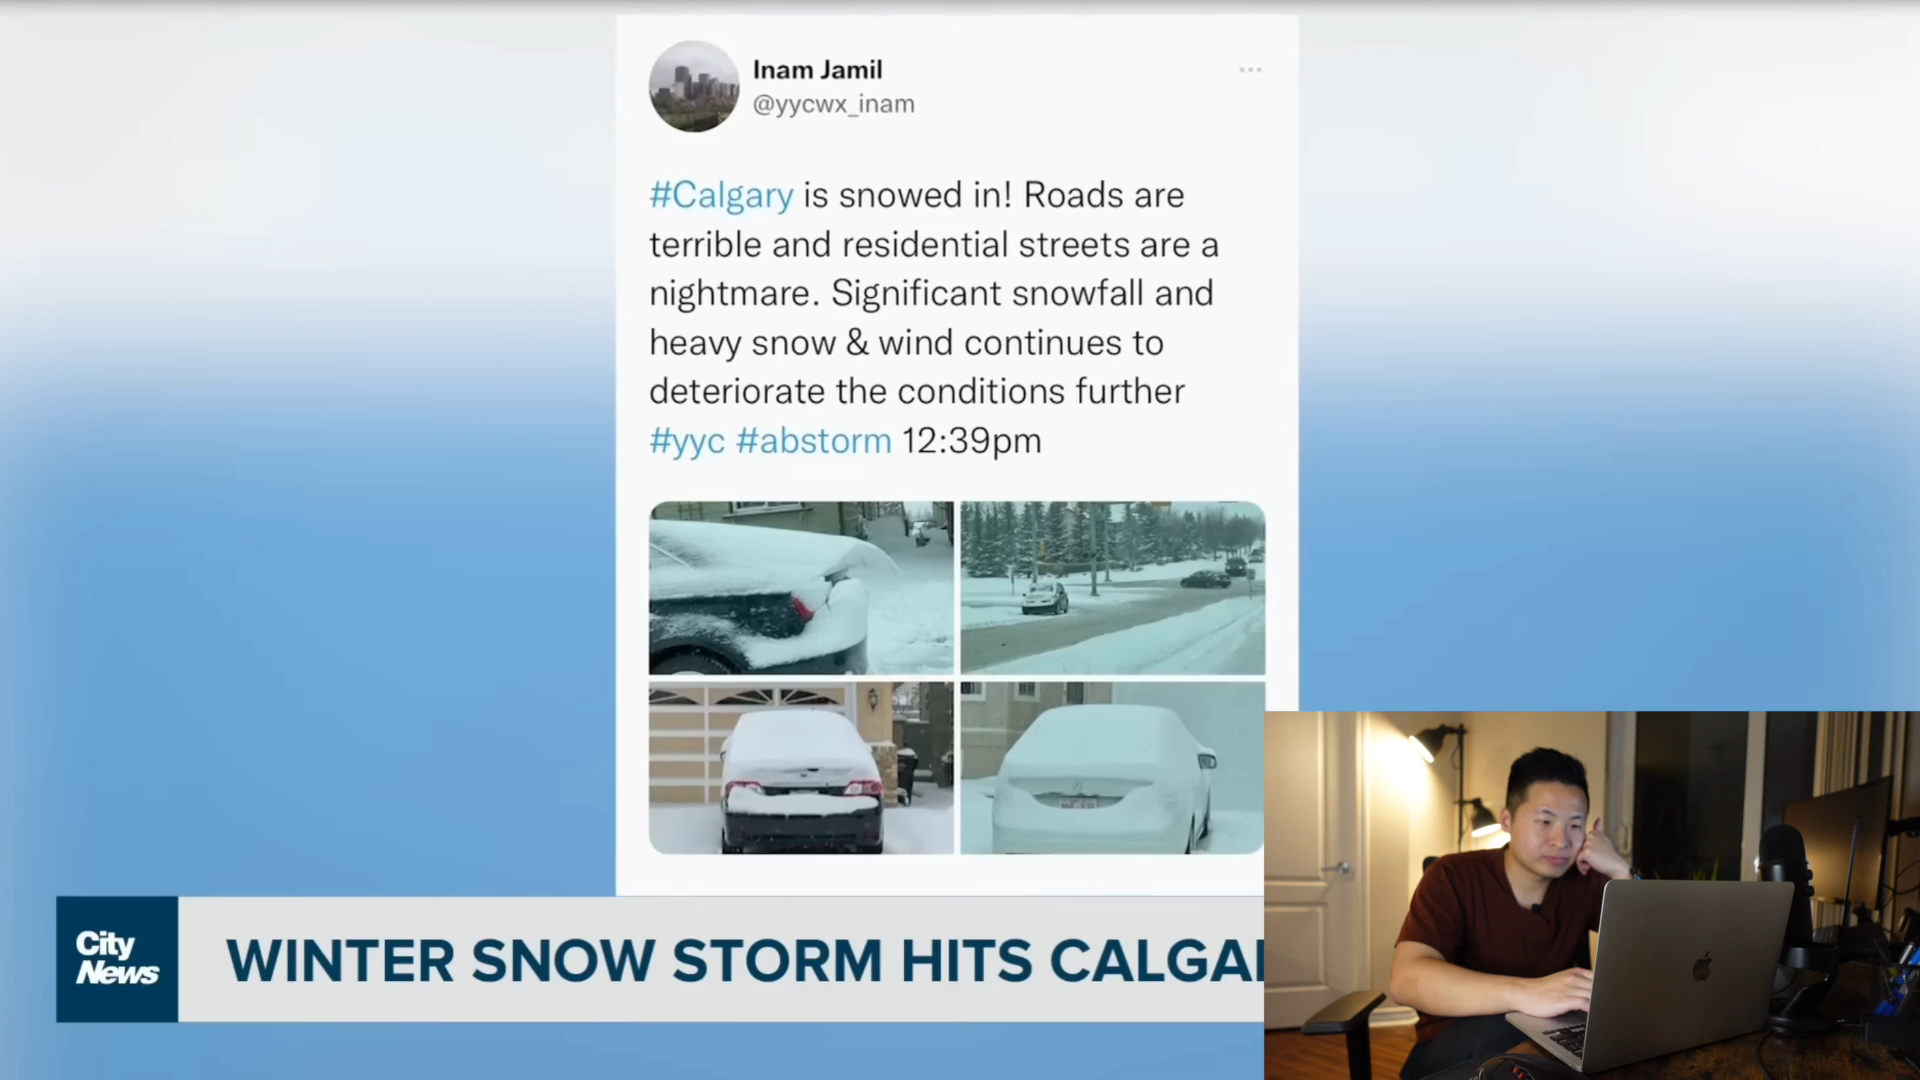 Inam Jamil
@yycwx_inam
#Calgary is snowed in! Roads are
terrible and residential streets are a
nightmare. Significant snowfall and
heavy snow & wind continues to
deteriorate the conditions further
#yyc #abstorm 12:39pm
City
News
WINTER SNOW STORM HITS CALGA